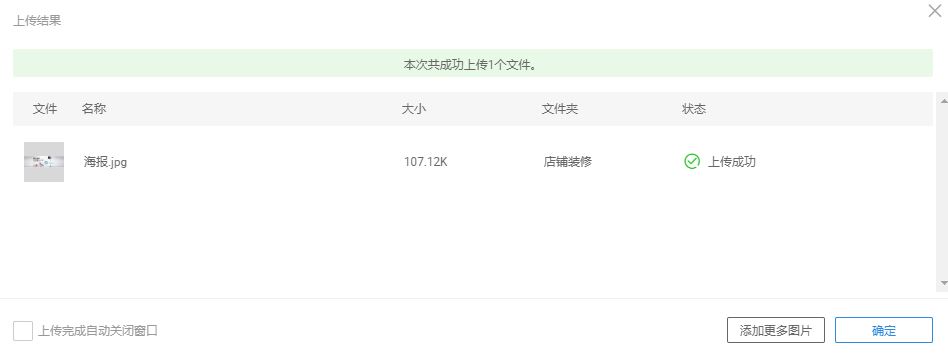 上传结果
本次共成功上传1个文件。
文件 名称 大小 文件夹 状态
海报.jpg 107.12K 店铺装修 上传成功
上传完成自动关闭窗口 添加更多图片 确定